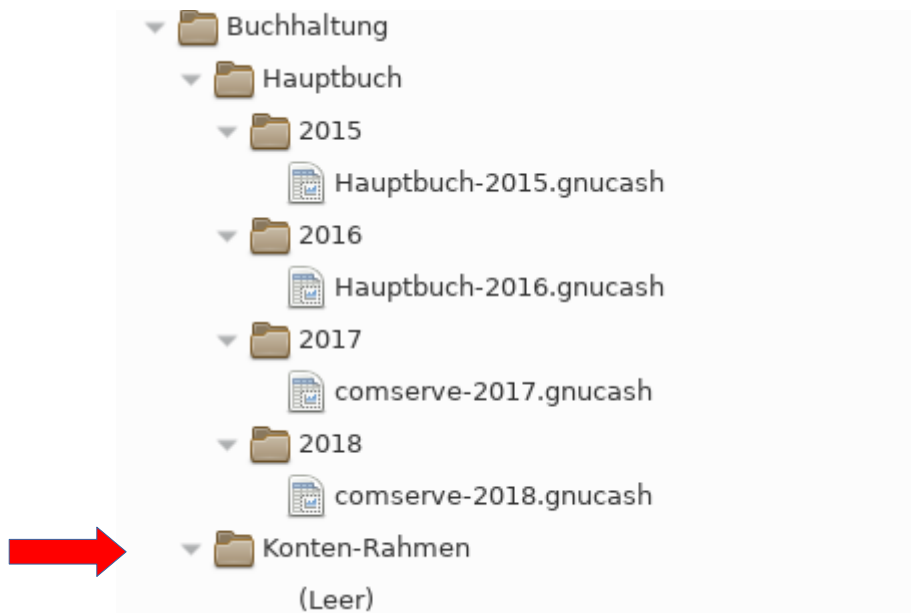 Buchhaltung
Hauptbuch
2015
Hauptbuch-2015.gnucash
2016
Hauptbuch-2016.gnucash
2017
comserve-2017.gnucash
2018
comserve-2018.gnucash
Konten-Rahmen
(Leer)